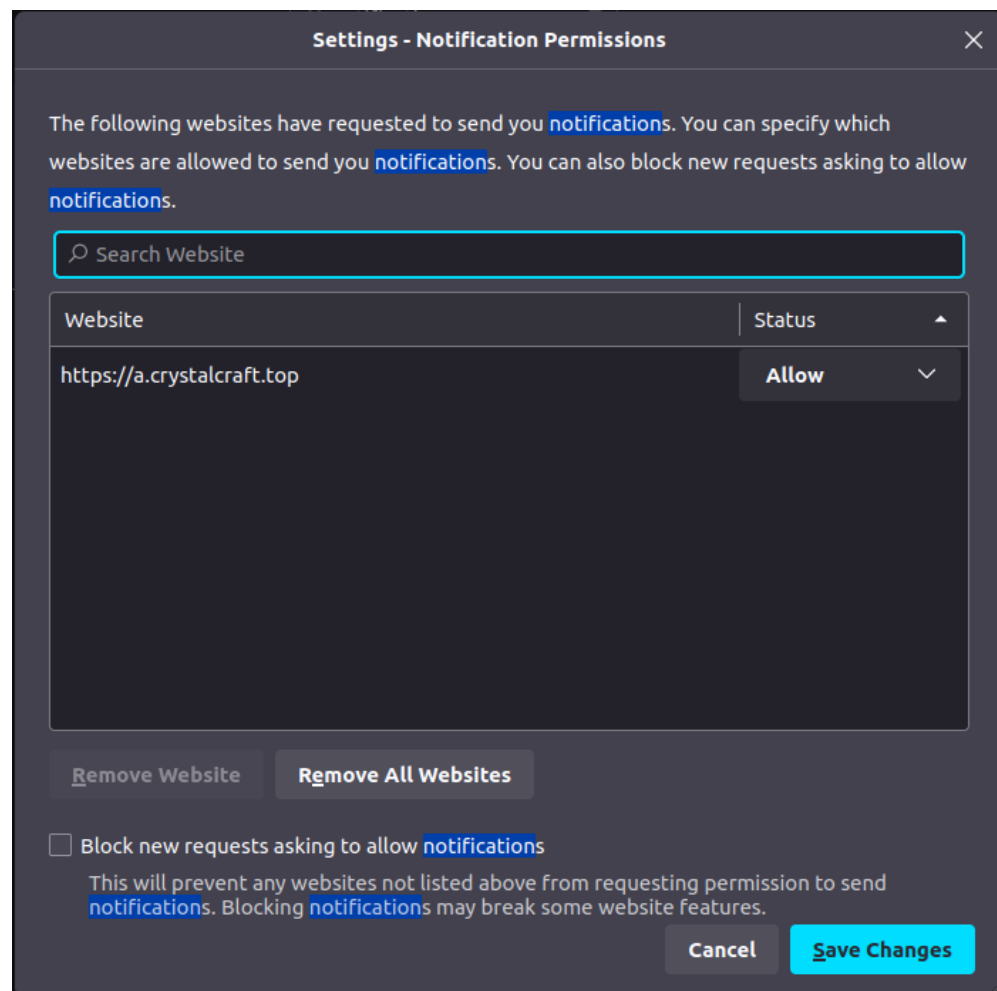 Settings - Notification Permissions
The following websites have requested to send you notifications. You can specify which
websites are allowed to send you notifications. You can also block new requests asking to allow
notifications.
Search Website
Website Status
https://a.crystalcraft.top Allow
Remove Website Remove All Websites
Block new requests asking to allow notifications
This will prevent any websites not listed above from requesting permission to send
notifications. Blocking notifications may break some website features.
Cancel Save Changes